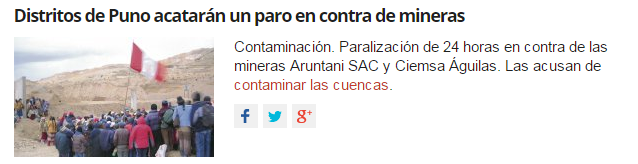 Distritos de Puno acatarán un paro en contra de mineras
Contaminación. Paralización de 24 horas en contra de las
mineras Aruntani SAC y Ciemsa Águilas. Las acusan de
contaminar las cuencas.
f g+